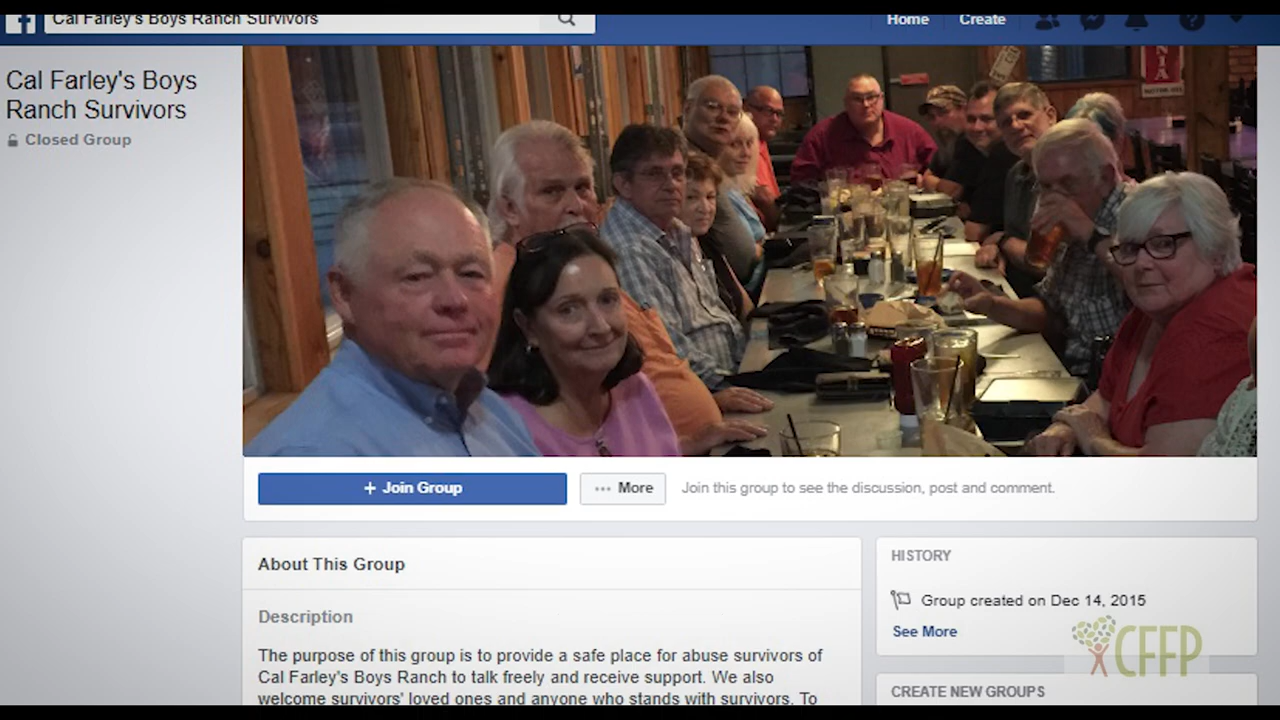 Cal Farley's Boys Ranch Survivors
Home
Create
Cal Farley's Boys
Ranch Survivors
Closed Group
NIA
+ Join Group
··· More
Join this group to see the discussion, post and comment.
About This Group
Description
The purpose of this group is to provide a safe place for abuse survivors of
Cal Farley's Boys Ranch to talk freely and receive support. We also
welcome survivors' loved ones and anyone who stands with survivors. To
HISTORY
Group created on Dec 14, 2015
See More
CFFP
CREATE NEW GROUPS